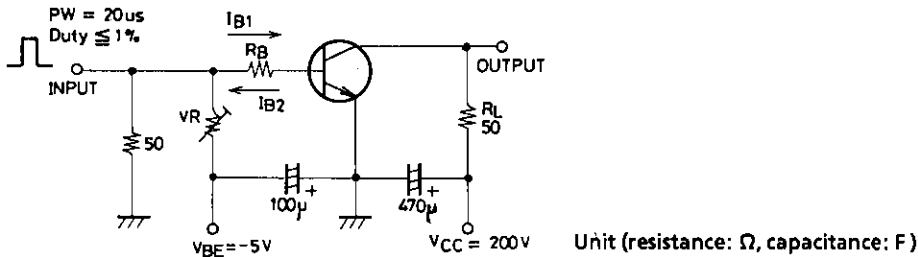 PW = 20us
Duty ≦ 1%
INPUT
IB1
RB
IB2
OUTPUT
VR
50
RL
50
100μ
+
470μ
+
VBE=-5V
VCC = 200V
Unit (resistance: Ω, capacitance: F)